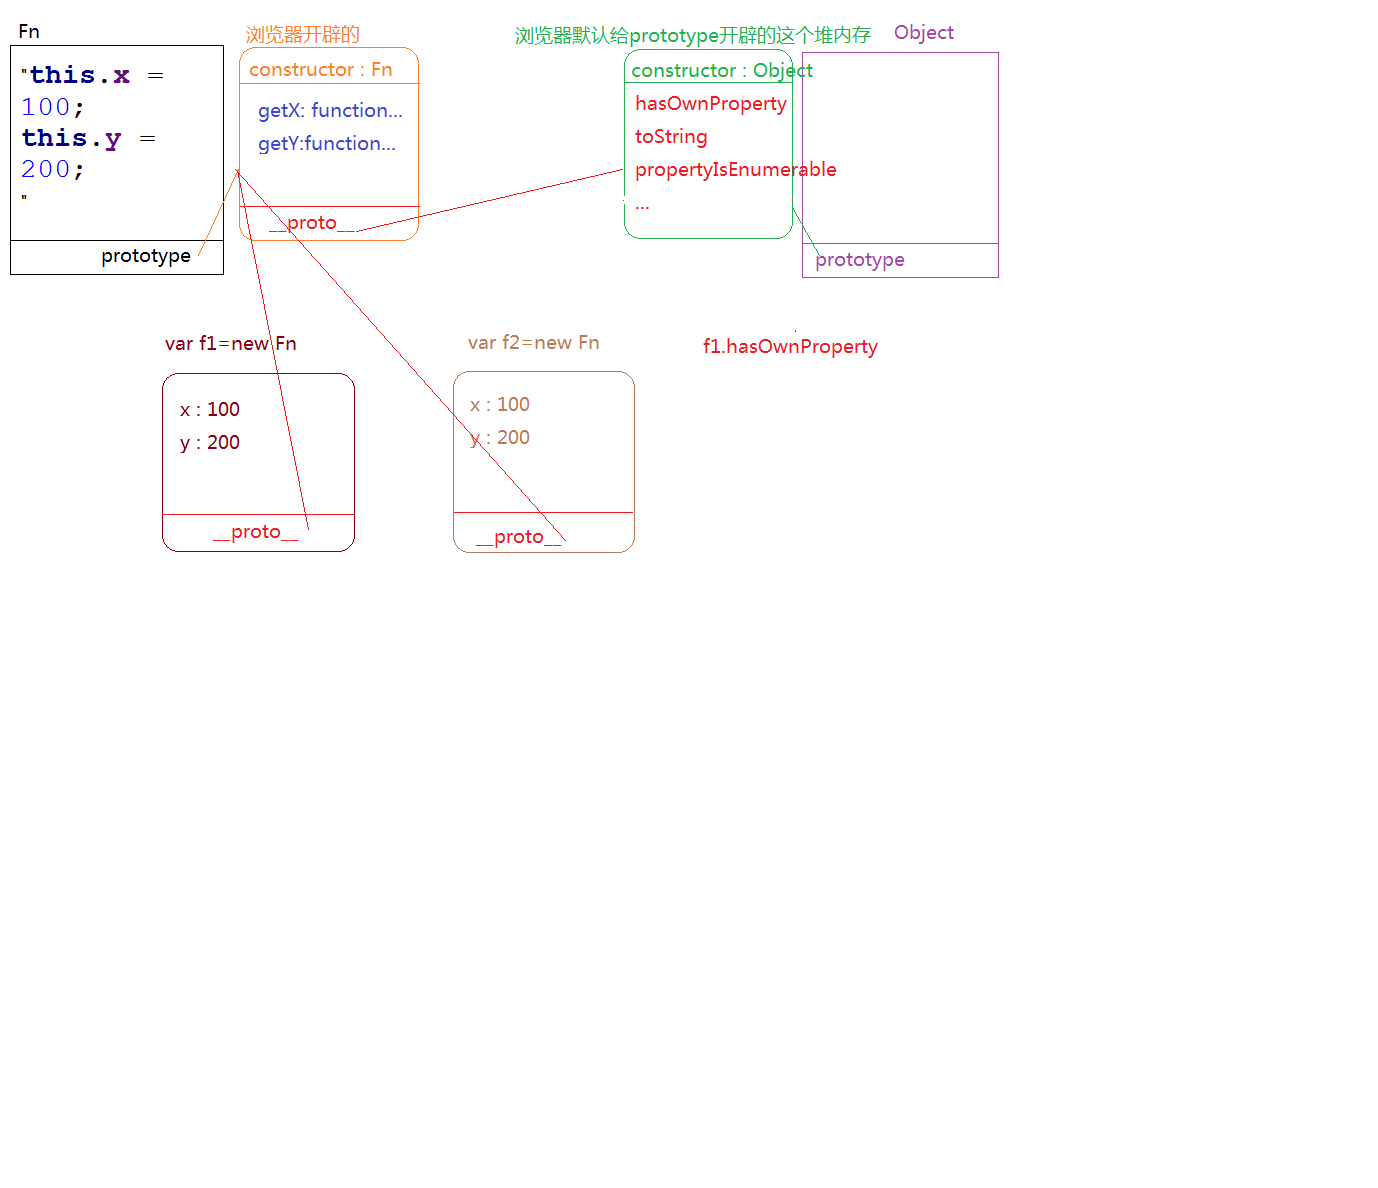 Fn
"this.x =
100;
this.y =
200;
"
prototype
浏览器开辟的
constructor : Fn
getX: function...
getY:function...
__proto__
浏览器默认给prototype开辟的这个堆内存
constructor : Object
hasOwnProperty
toString
propertyIsEnumerable
...
Object
prototype
var f1=new Fn
x : 100
y : 200
__proto__
var f2=new Fn
x : 100
y : 200
__proto__
f1.hasOwnProperty